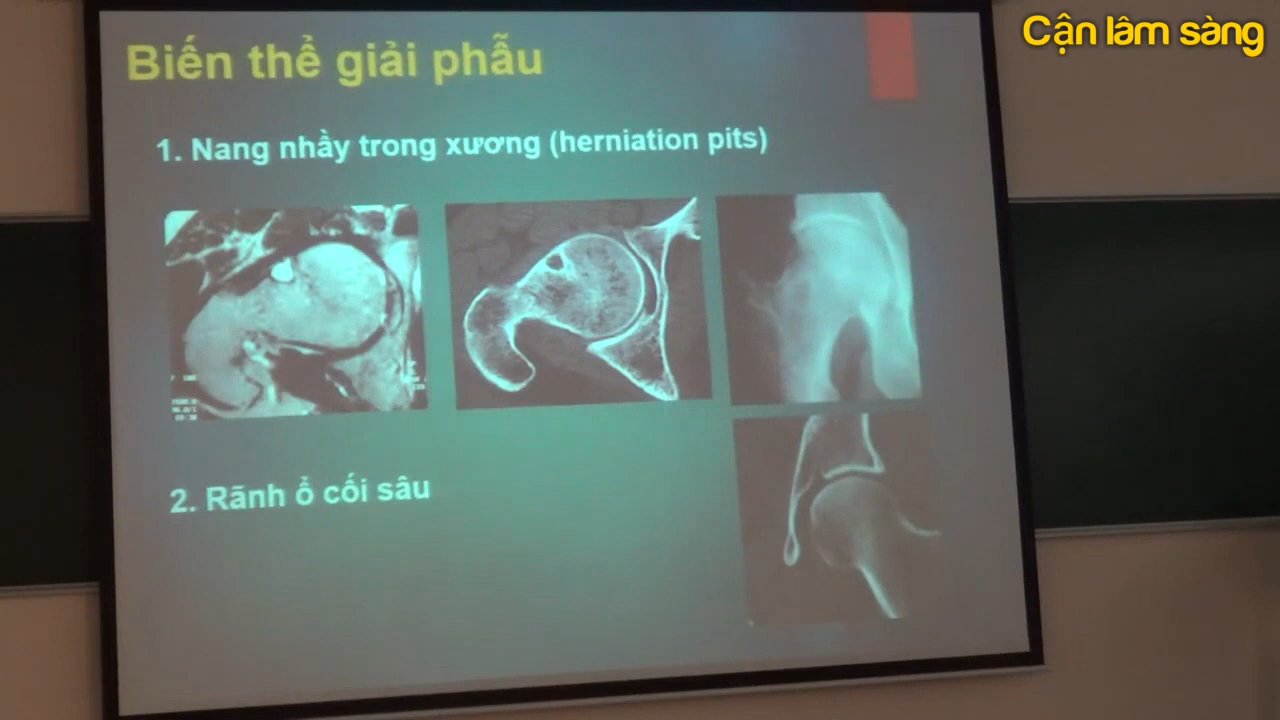 Cận lâm sàng
Biến thể giải phẫu
1. Nang nhầy trong xương (herniation pits)
2. Rãnh ổ cối sâu